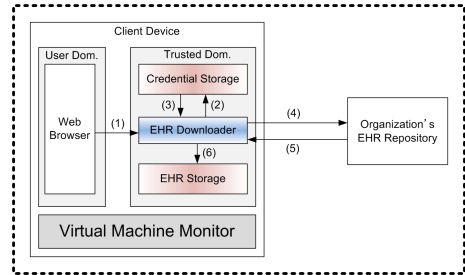 Client Device
User Dom.
Trusted Dom.
Credential Storage
(3)
(2)
Web
Browser
(1)
EHR Downloader
(4)
(5)
Organization's
EHR Repository
(6)
EHR Storage
Virtual Machine Monitor